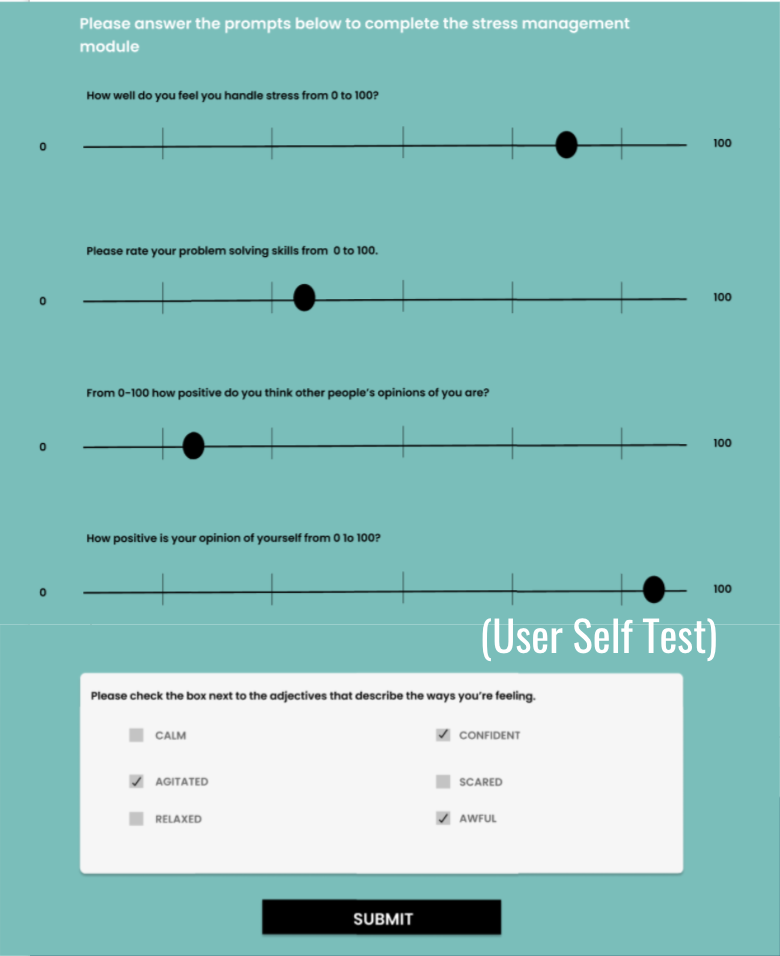 Please answer the prompts below to complete the stress management
module
How well do you feel you handle stress from 0 to 100?
0
100
Please rate your problem solving skills from 0 to 100.
0
100
From 0-100 how positive do you think other people's opinions of you are?
0
100
How positive is your opinion of yourself from 0 1o 100?
0
100
(User Self Test)
Please check the box next to the adjectives that describe the ways you're feeling.
CALM
CONFIDENT
AGITATED
SCARED
RELAXED
AWFUL
SUBMIT